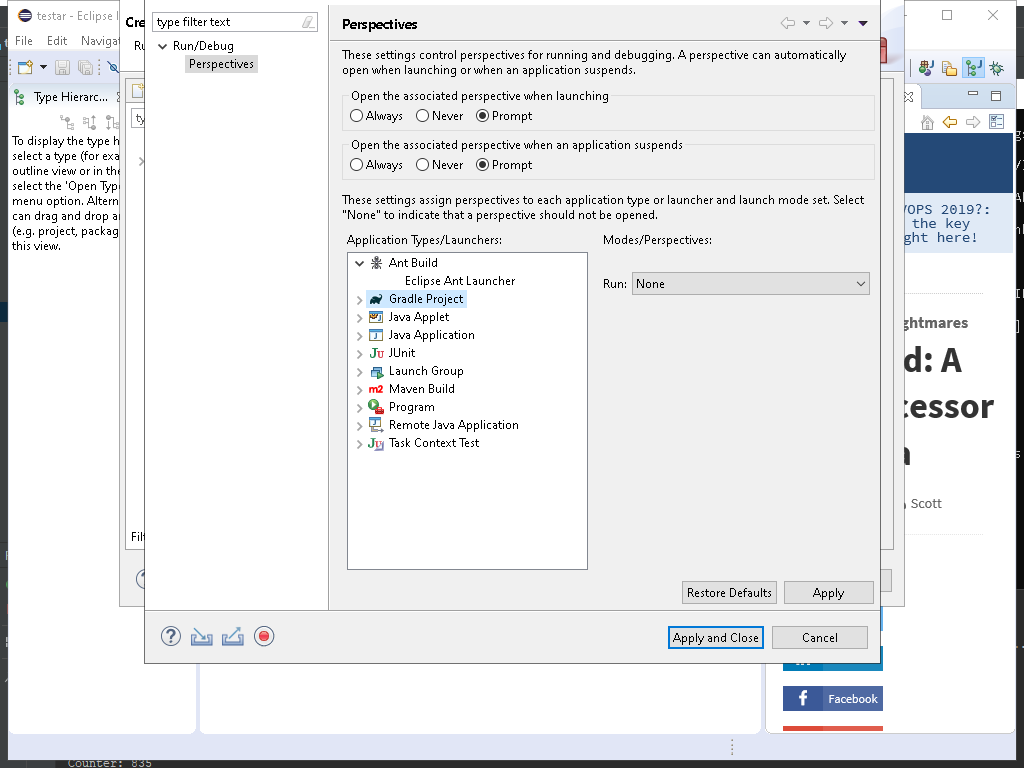 testar - Eclipse I
Cre
File Edit Navigat
Ru
Type Hierarc...
To display the type h
select a type (for exa
outline view or in the
select the 'Open Type
menu option. Altern
can drag and drop a
(e.g. project, packag
this view.
ty
Filt
type filter text
Run/Debug
Perspectives
Perspectives
These settings control perspectives for running and debugging. A perspective can automatically
open when launching or when an application suspends.
Open the associated perspective when launching
Always Never Prompt
Open the associated perspective when an application suspends
Always Never Prompt
These settings assign perspectives to each application type or launcher and launch mode set. Select
"None" to indicate that a perspective should not be opened.
Application Types/Launchers:
Modes/Perspectives:
Ant Build
Eclipse Ant Launcher
Gradle Project
Java Applet
Java Application
JUnit
Launch Group
Maven Build
Program
Remote Java Application
Task Context Test
Run: None
Restore Defaults
Apply
Apply and Close
Cancel
VOPS 2019?:
the key
ght here!
ghtmares
d: A
cessor
a
Scott
Facebook
Counter: 835